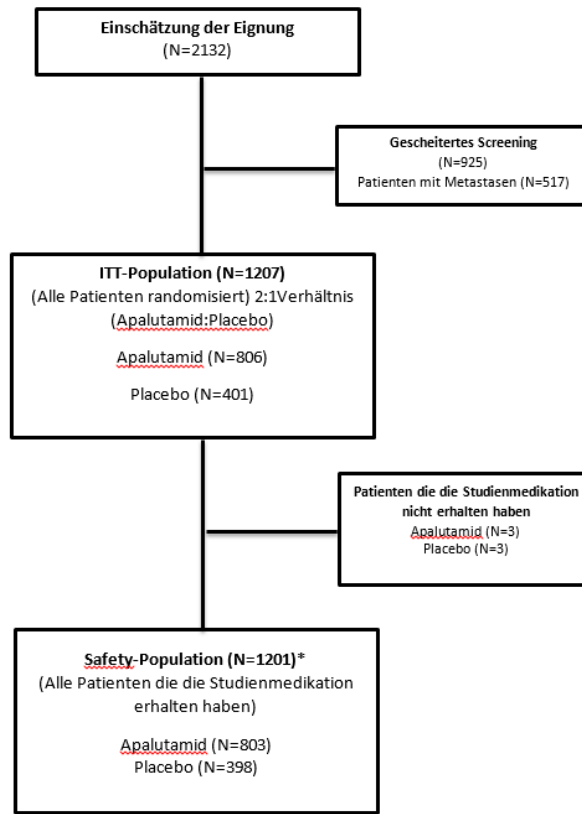 Einschätzung der Eignung
(N=2132)
Gescheitertes Screening
(N=925)
Patienten mit Metastasen (N=517)
ITT-Population (N=1207)
(Alle Patienten randomisiert) 2:1Verhältnis
(Apalutamid:Placebo)
Apalutamid (N=806)
Placebo (N=401)
Patienten die die Studienmedikation
nicht erhalten haben
Apalutamid (N=3)
Placebo (N=3)
Safety-Population (N=1201)*
(Alle Patienten die die Studienmedikation
erhalten haben)
Apalutamid (N=803)
Placebo (N=398)